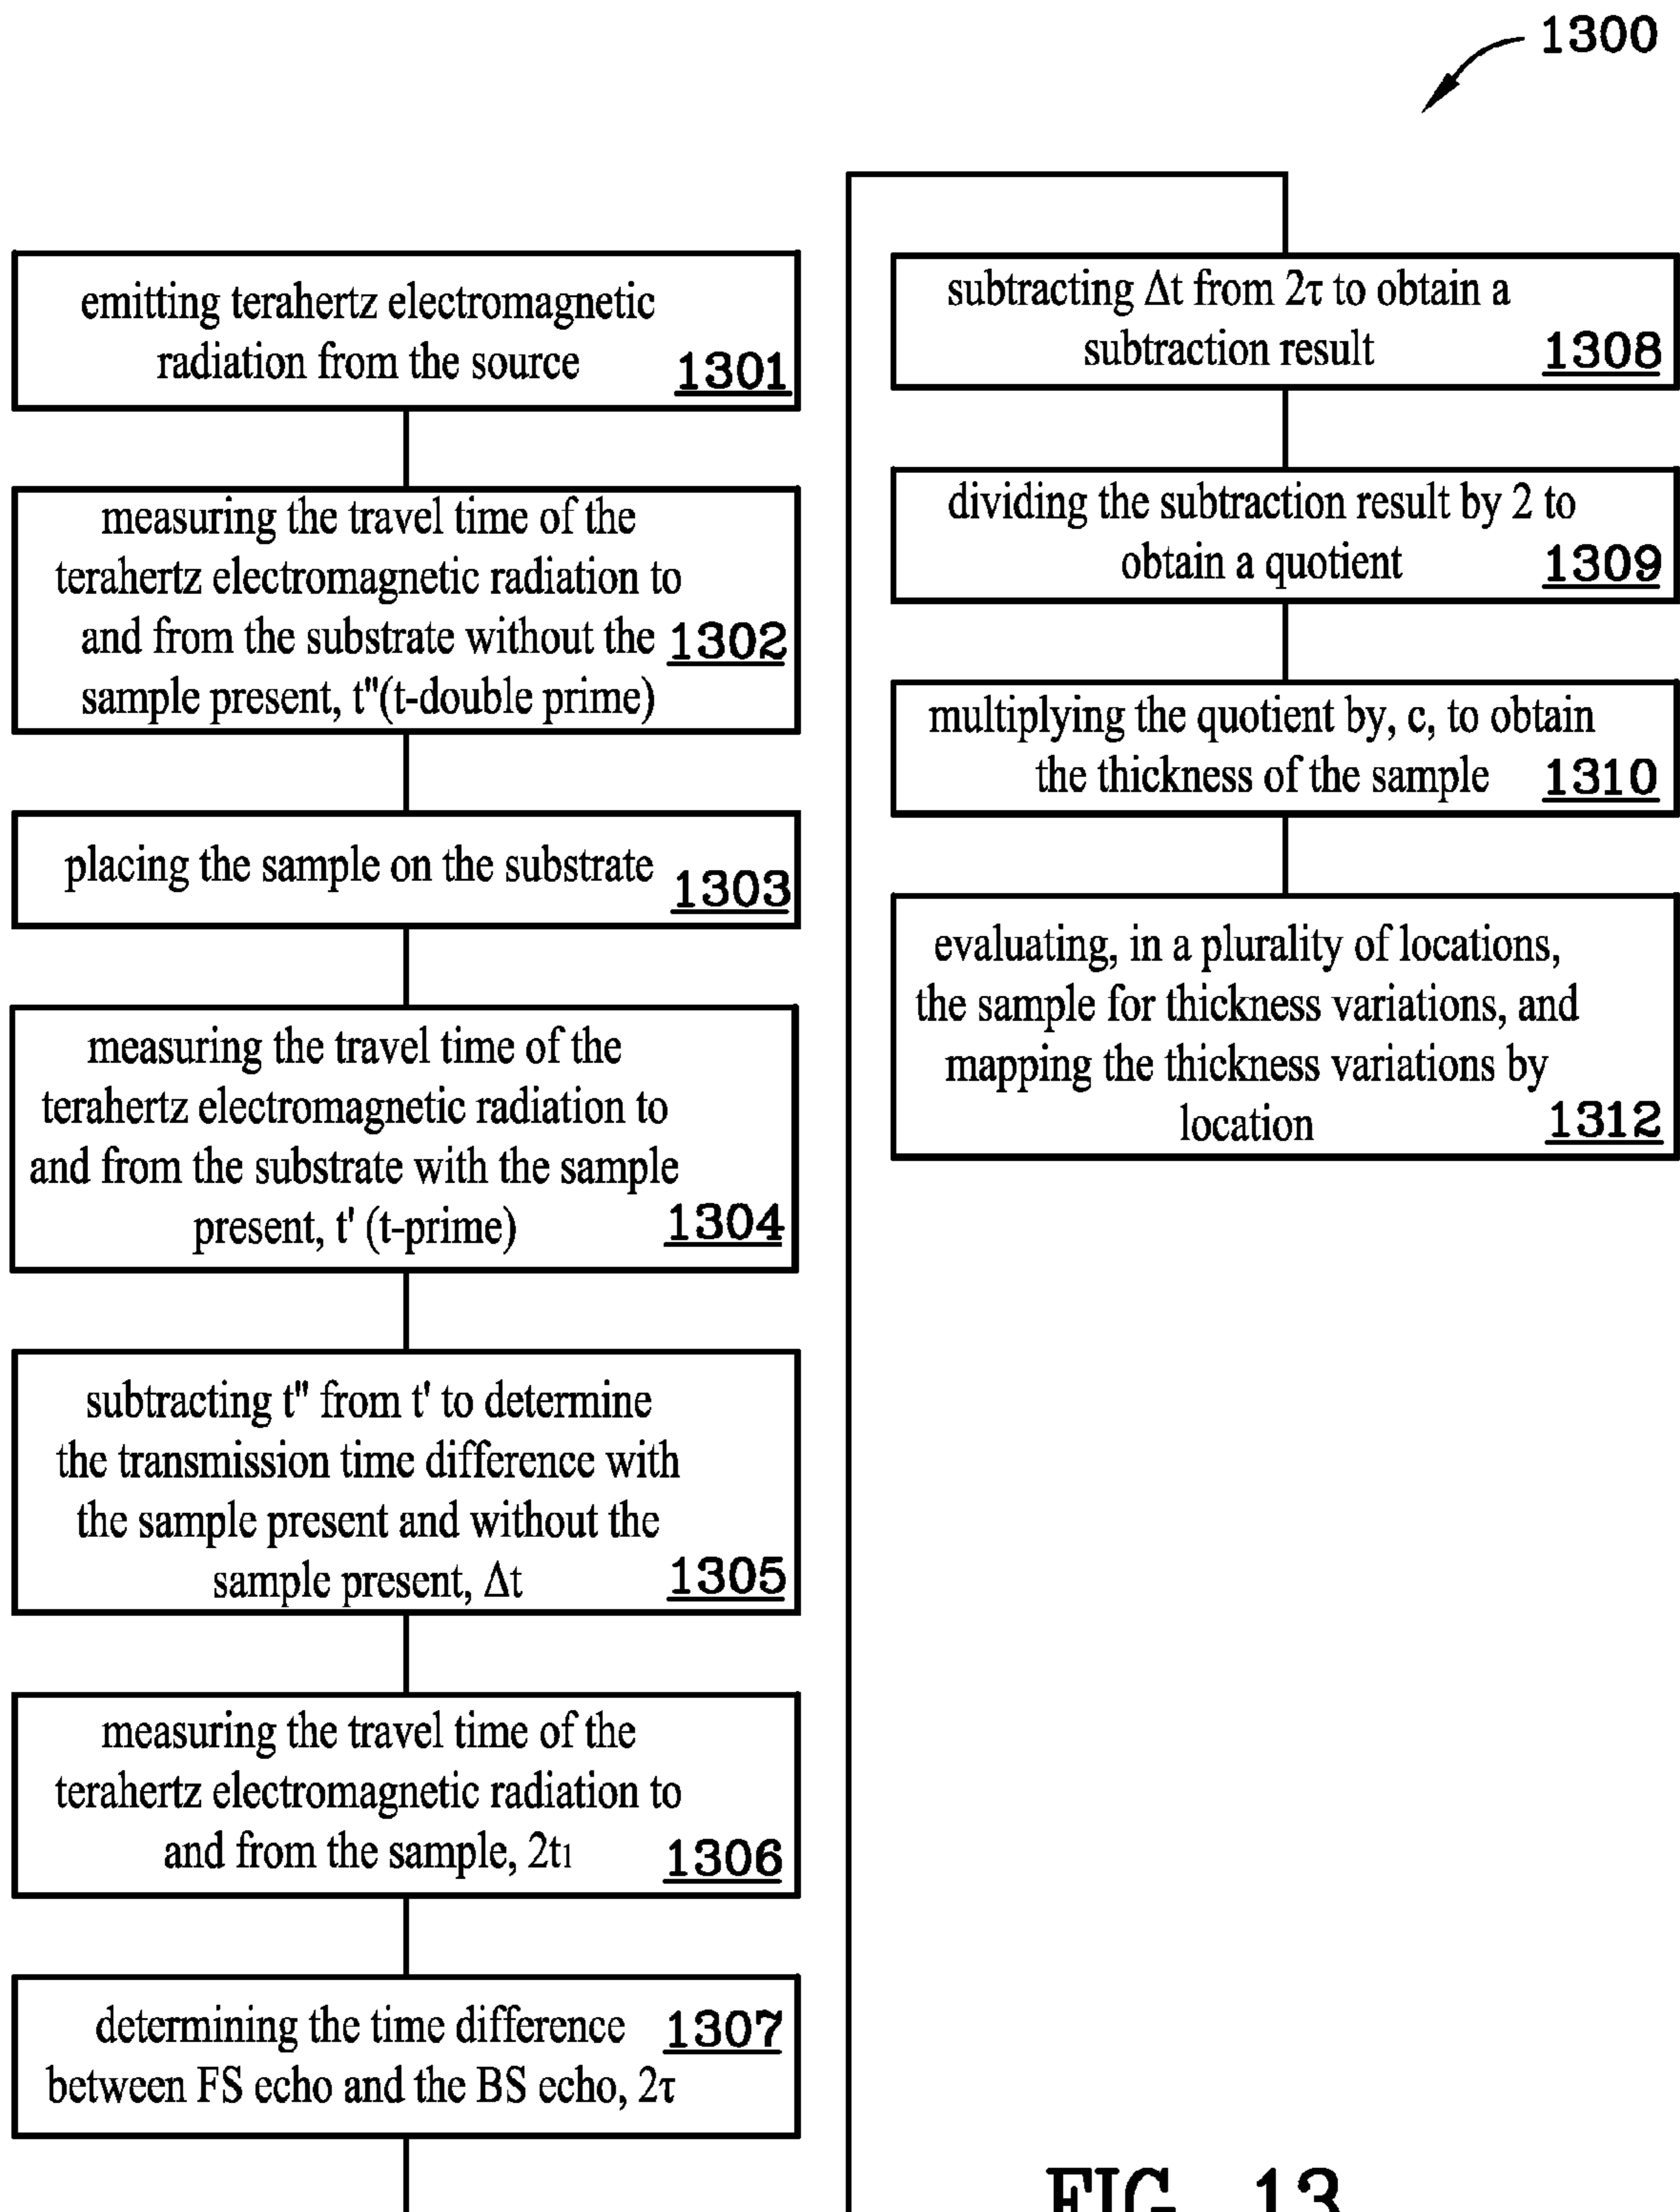 1300
emitting terahertz electromagnetic
radiation from the source 1301
measuring the travel time of the
terahertz electromagnetic radiation to
and from the substrate without the 1302
sample present, t"(t-double prime)
placing the sample on the substrate 1303
measuring the travel time of the
terahertz electromagnetic radiation to
and from the substrate with the sample
present, t' (t-prime) 1304
subtracting t" from t' to determine
the transmission time difference with
the sample present and without the
sample present, Δt 1305
measuring the travel time of the
terahertz electromagnetic radiation to
and from the sample, 2t₁ 1306
determining the time difference 1307
between FS echo and the BS echo, 2τ
subtracting Δt from 2τ to obtain a
subtraction result 1308
dividing the subtraction result by 2 to
obtain a quotient 1309
multiplying the quotient by, c, to obtain
the thickness of the sample 1310
evaluating, in a plurality of locations,
the sample for thickness variations, and
mapping the thickness variations by
location 1312
FIG. 13